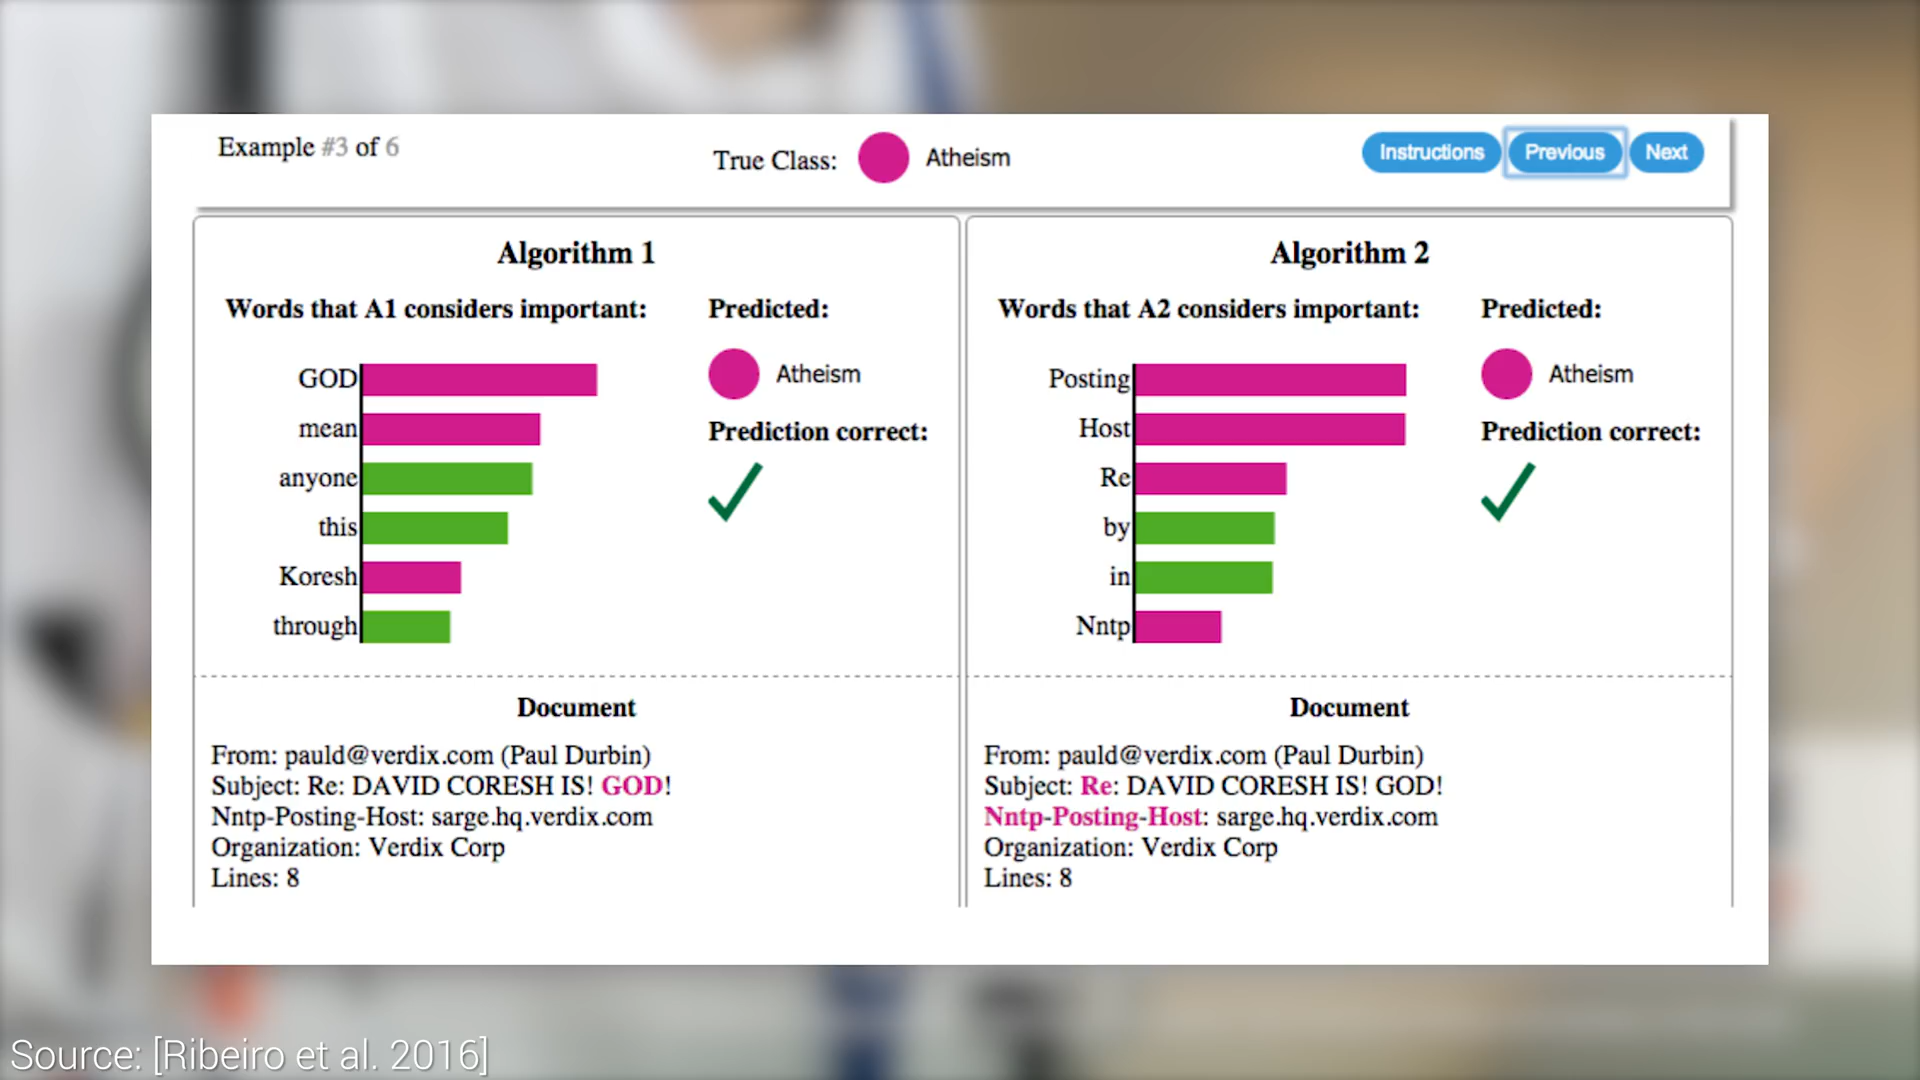 Example #3 of 6
True Class: Atheism
Instructions
Previous
Next
Algorithm 1
Words that A1 considers important:
Predicted:
GOD
mean
anyone
this
Koresh
through
Atheism
Prediction correct:
Document
From: pauld@verdix.com (Paul Durbin)
Subject: Re: DAVID CORESH IS! GOD!
Nntp-Posting-Host: sarge.hq.verdix.com
Organization: Verdix Corp
Lines: 8
Algorithm 2
Words that A2 considers important:
Predicted:
Posting
Host
Re
by
in
Nntp
Atheism
Prediction correct:
Document
From: pauld@verdix.com (Paul Durbin)
Subject: Re: DAVID CORESH IS! GOD!
Nntp-Posting-Host: sarge.hq.verdix.com
Organization: Verdix Corp
Lines: 8
Source: [Ribeiro et al. 2016]